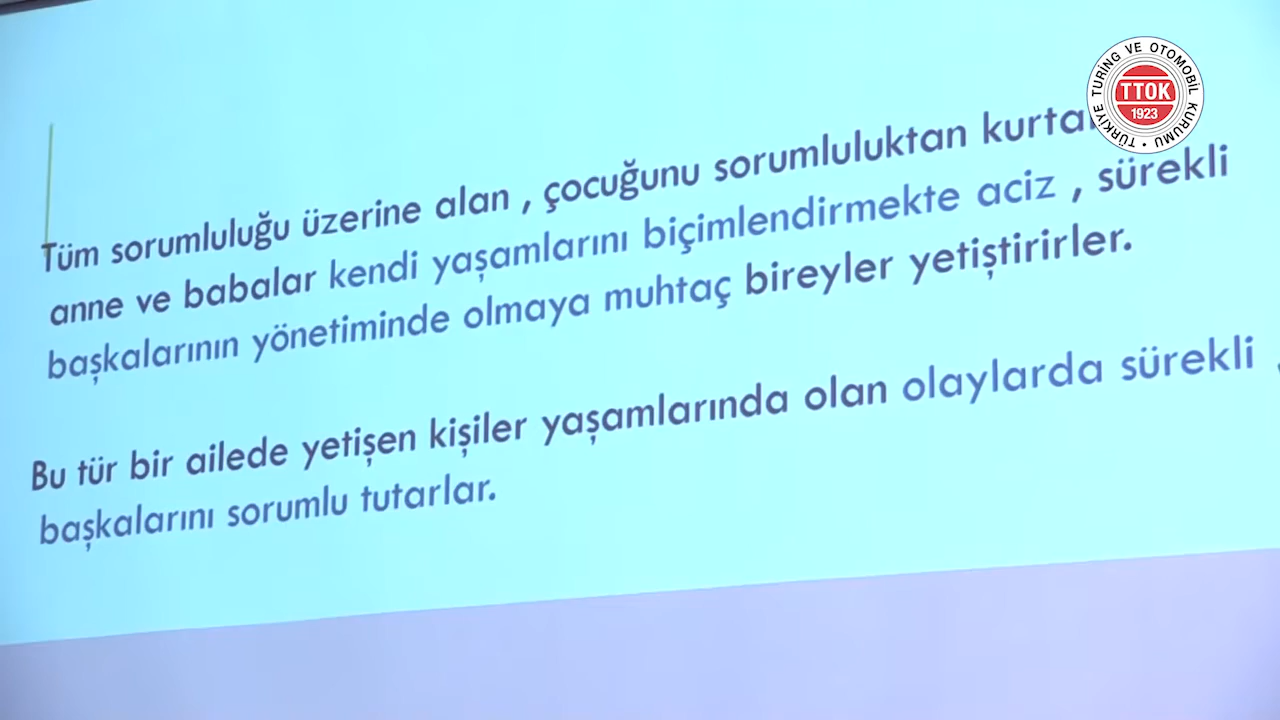 Tüm sorumluluğu üzerine alan , çocuğunu sorumluluktan
anne ve babalar kendi yaşamlarını biçimlendirmekte aciz , sürekli
başkalarının yönetiminde olmaya muhtaç bireyler yetiştirirler.
Bu tür bir ailede yetişen kişiler yaşamlarında olan olaylarda sürekli
başkalarını sorumlu tutarlar.
TÜRKİYE TURİNG VE OTOMOBİL KURUMU
TTOK
1923